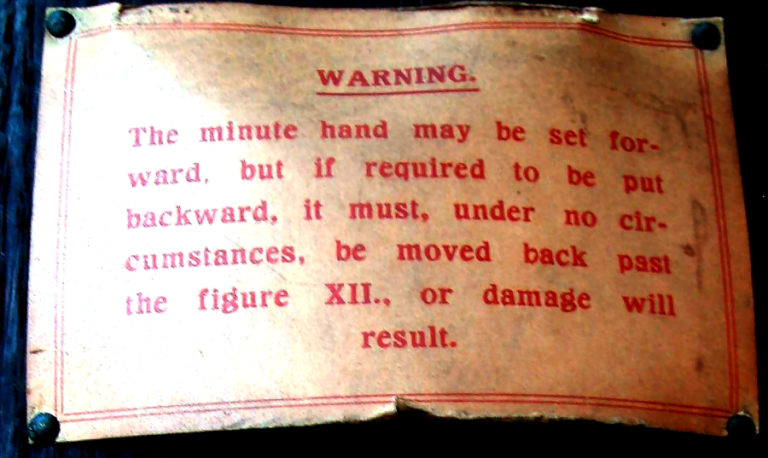 WARNING.
The minute hand may be set for-
ward, but if required to be put
backward, it must, under no cir-
cumstances, be moved back past
the figure XII., or damage will
result.